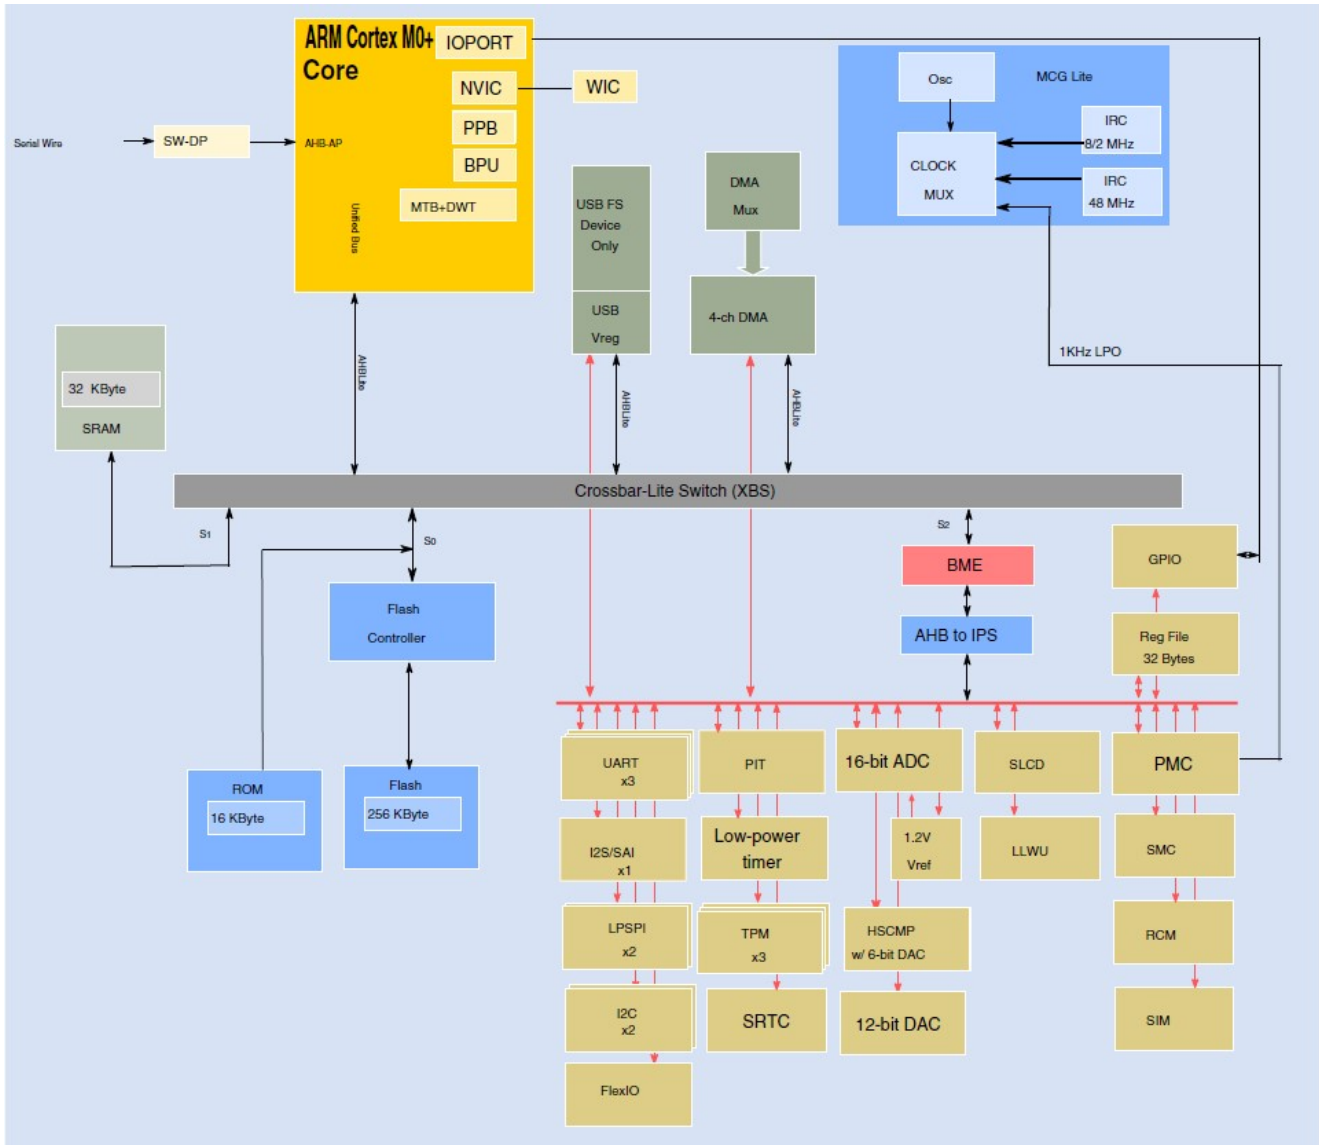 ARM Cortex M0+
Core
IOPORT
NVIC
WIC
PPB
BPU
MTB+DWT
Serial Wire
SW-DP
AHB-AP
Unified Bus
Osc
MCG Lite
IRC
8/2 MHz
CLOCK
MUX
IRC
48 MHz
USB FS
Device
Only
USB
Vreg
DMA
Mux
4-ch DMA
1KHz LPO
AHBLite
AHBLite
AHBLite
32 KByte
SRAM
Crossbar-Lite Switch (XBS)
S1
S0
S2
BME
AHB to IPS
GPIO
Reg File
32 Bytes
Flash
Controller
ROM
16 KByte
Flash
256 KByte
UART
x3
PIT
16-bit ADC
SLCD
PMC
I2S/SAI
x1
Low-power
timer
1.2V
Vref
LLWU
SMC
LPSPI
x2
TPM
x3
HSCMP
w/ 6-bit DAC
RCM
I2C
x2
SRTC
12-bit DAC
SIM
FlexIO